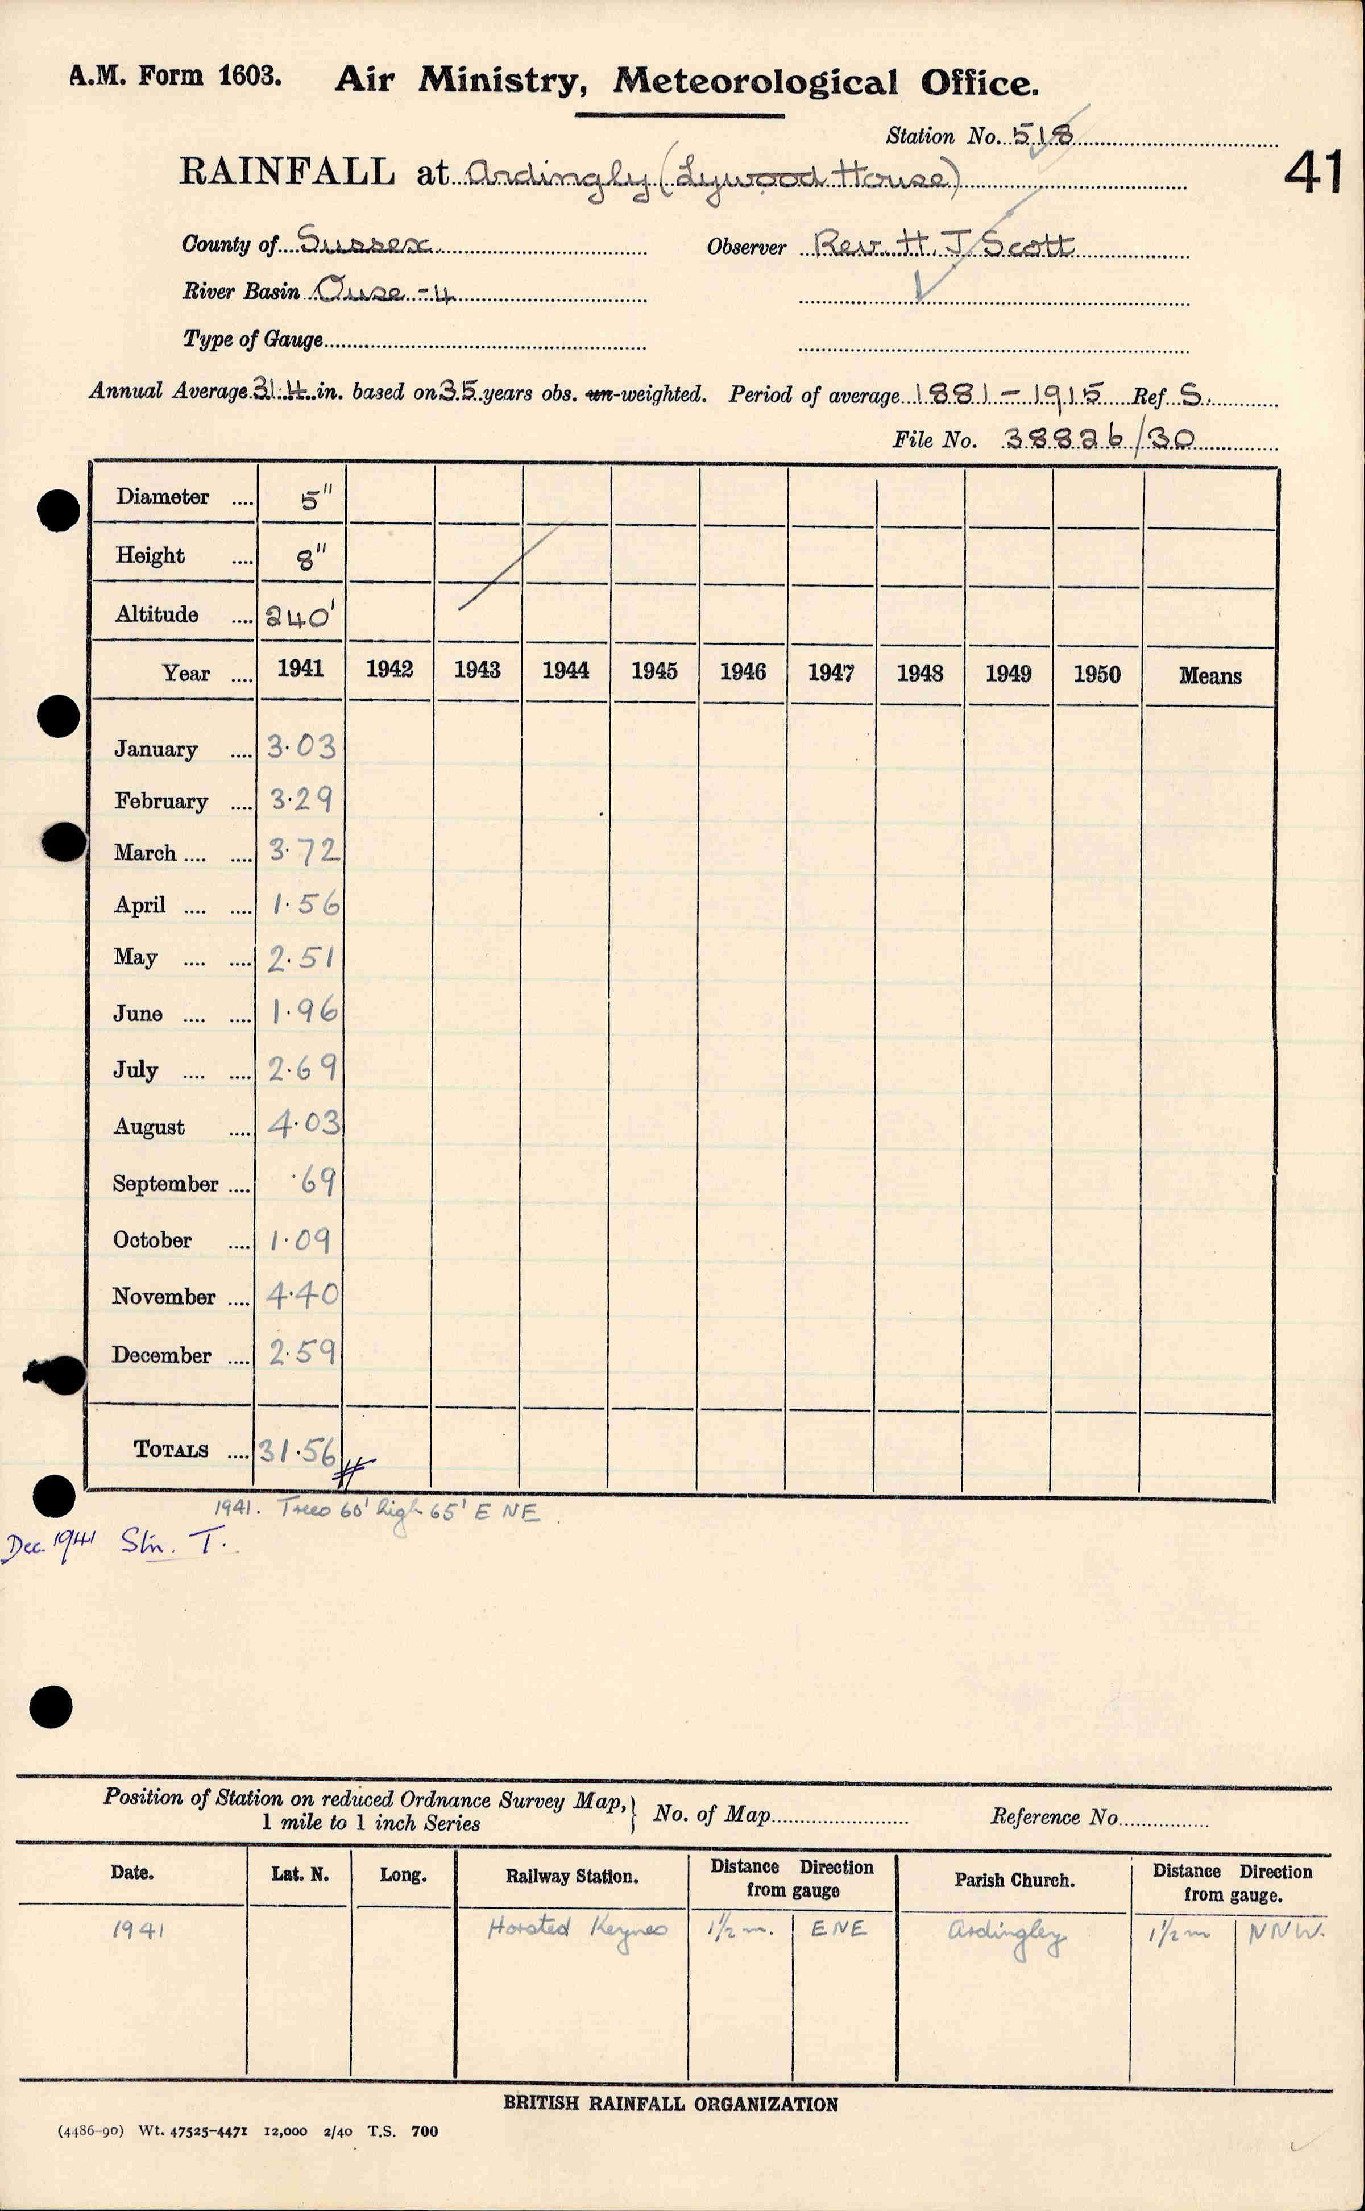 A.M. Form 1603. Air Ministry, Meteorological Office.
Station No. 518
RAINFALL at Ardingly (Lywood House)
41
County of Sussex Observer Rev. H. J. Scott
River Basin Ouse -4
Type of Gauge
Annual Average 31.4 in. based on 35 years obs. un-weighted. Period of average 1881-1915 Ref S.
File No. 38826/30
Diameter .... 5"
Height .... 8"
Altitude .... 240'
Year .... 1941 1942 1943 1944 1945 1946 1947 1948 1949 1950 Means
January .... 3.03
February .... 3.29
March .... .... 3.72
April .... .... 1.56
May .... .... 2.51
June .... .... 1.96
July .... .... 2.69
August .... 4.03
September .... .69
October .... 1.09
November .... 4.40
December .... 2.59
TOTALS .... 31.56
1941. Trees 60' high 65' E NE.
Dec. 1941 Stn. T.
Position of Station on reduced Ordnance Survey Map, } No. of Map Reference No.
1 mile to 1 inch Series
Date. Lat. N. Long. Railway Station. Distance Direction from gauge Parish Church. Distance Direction from gauge.
1941 Horsted Keynes 1½ m. ENE Ardingly 1½ m NNW.
BRITISH RAINFALL ORGANIZATION
(4486-90) Wt. 47525-4471 12,000 2/40 T.S. 700